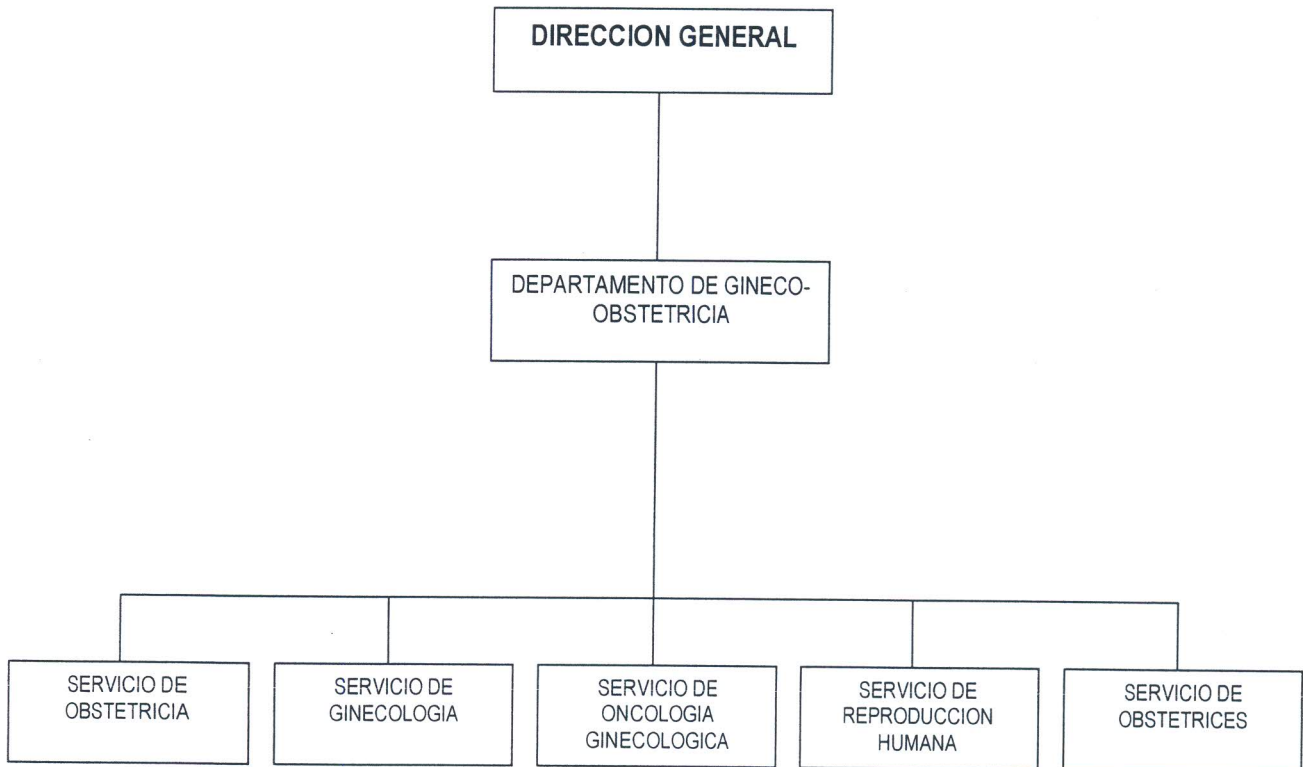 DIRECCION GENERAL
DEPARTAMENTO DE GINECO-
OBSTETRICIA
SERVICIO DE
OBSTETRICIA
SERVICIO DE
GINECOLOGIA
SERVICIO DE
ONCOLOGIA
GINECOLOGICA
SERVICIO DE
REPRODUCCION
HUMANA
SERVICIO DE
OBSTETRICES